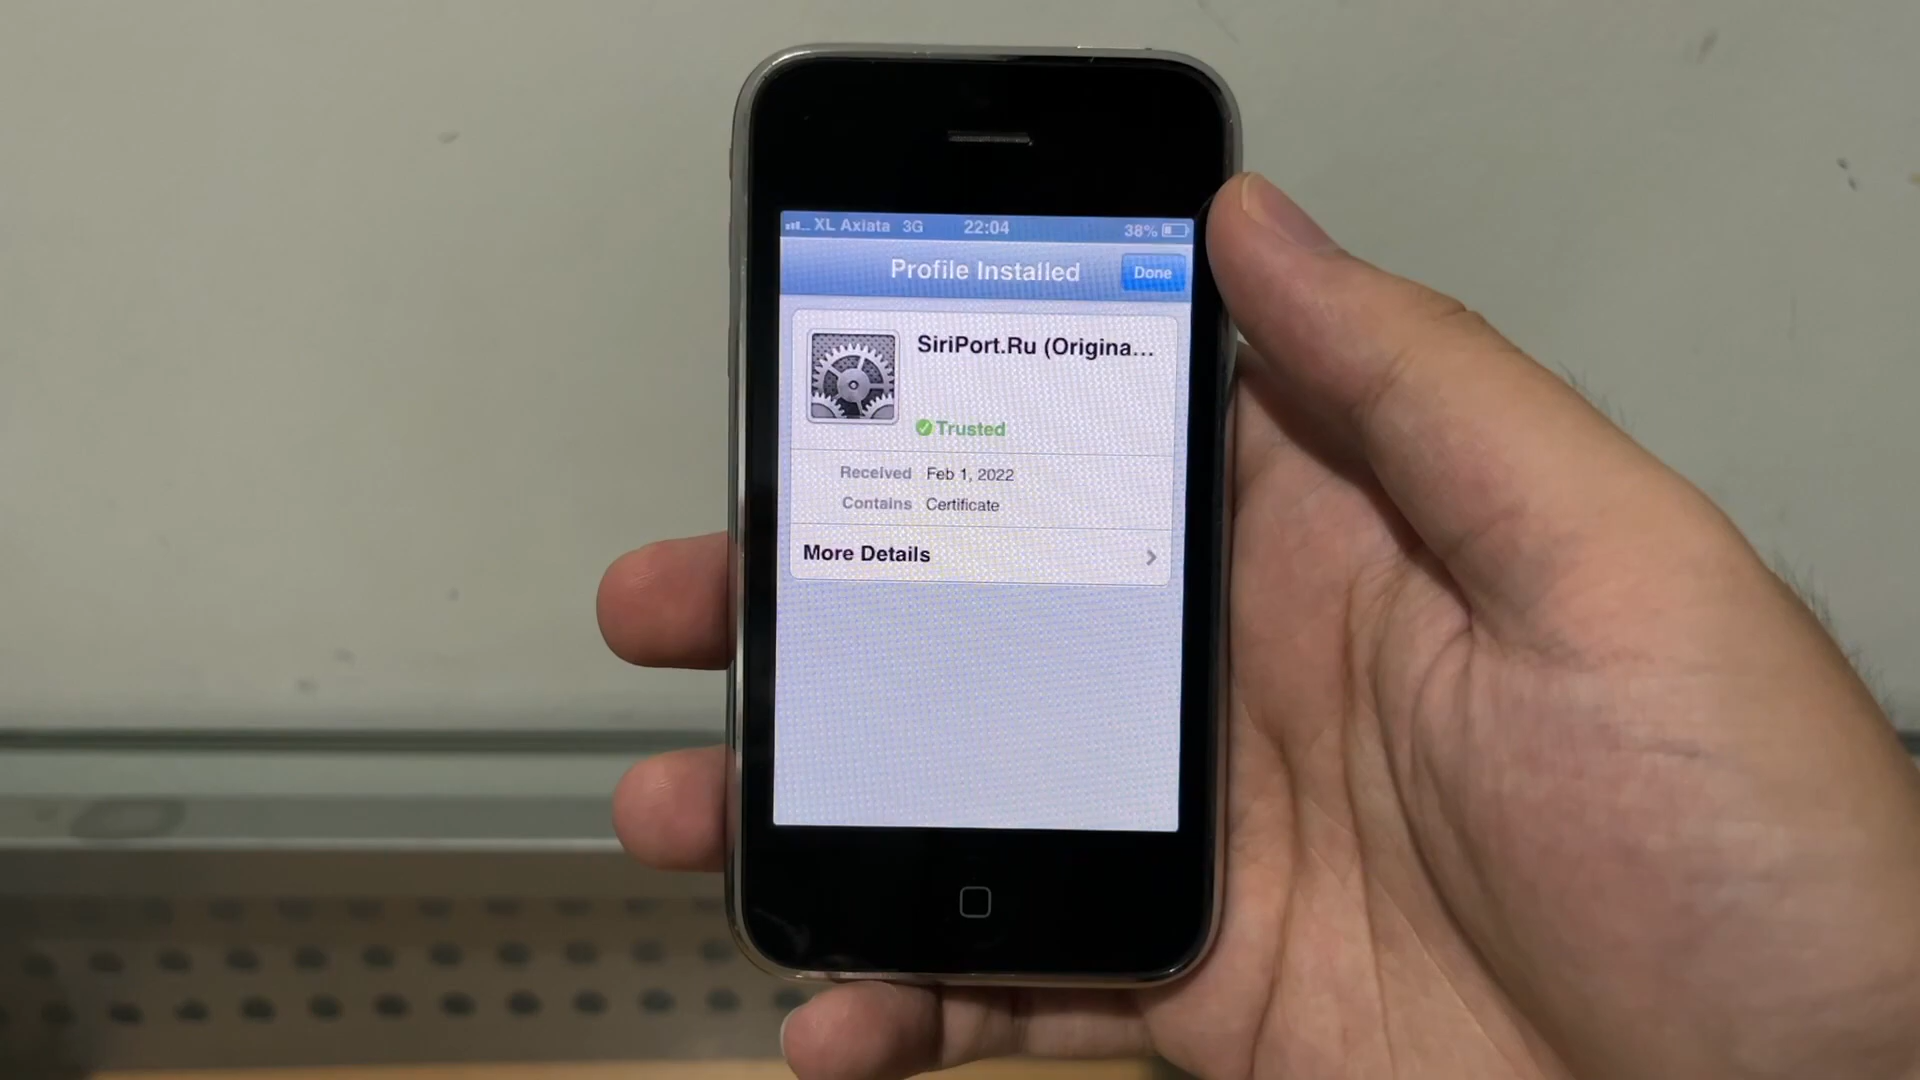 XL Axiata 3G 22:04 38%
Profile Installed Done
SiriPort.Ru (Origina...
Trusted
Received Feb 1, 2022
Contains Certificate
More Details